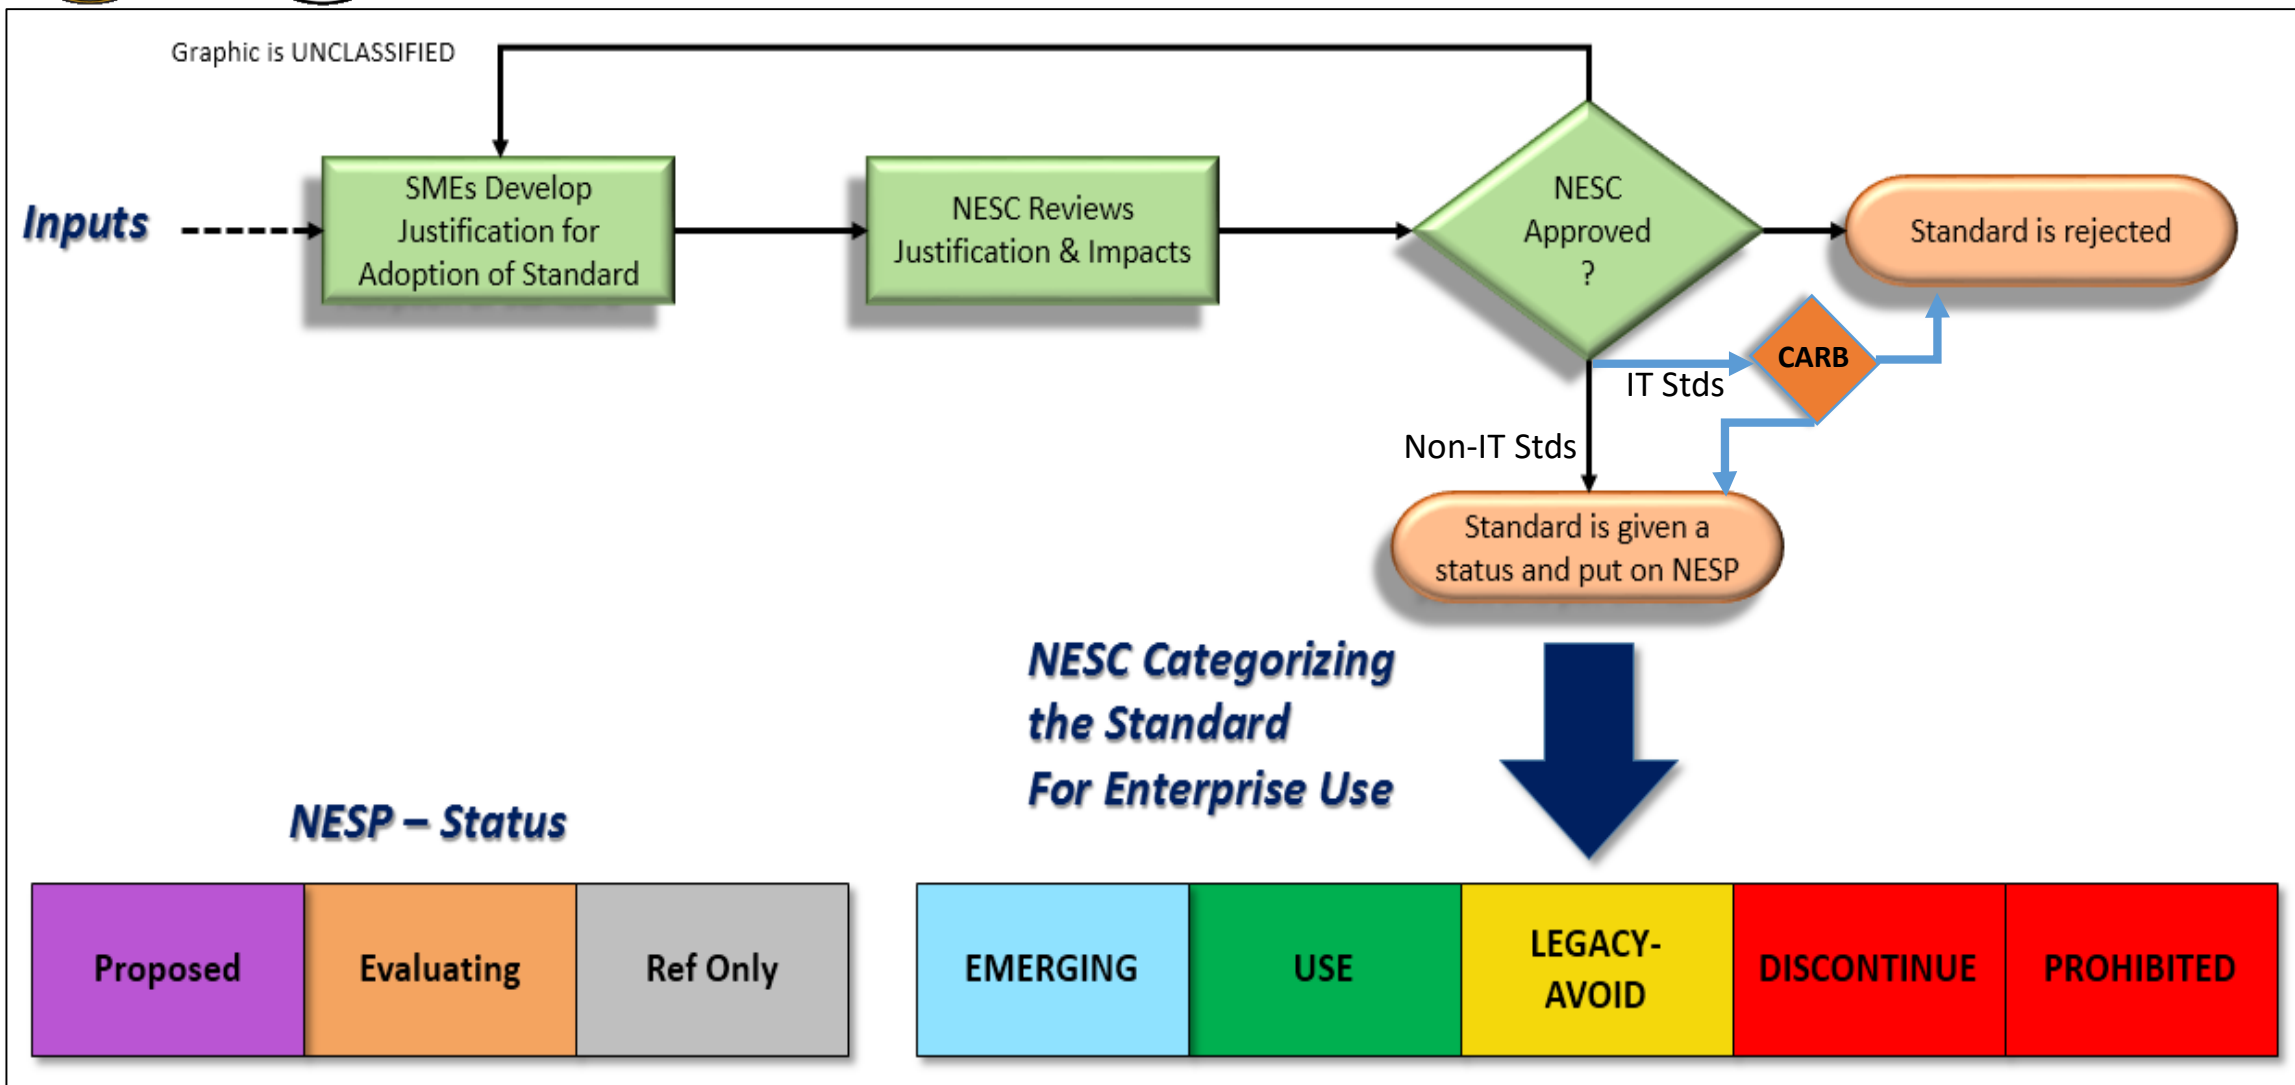 Graphic is UNCLASSIFIED
Inputs
SMEs Develop
Justification for
Adoption of Standard
NESC Reviews
Justification & Impacts
NESC
Approved
?
Standard is rejected
CARB
IT Stds
Non-IT Stds
Standard is given a
status and put on NESP
NESC Categorizing
the Standard
For Enterprise Use
NESP – Status
Proposed
Evaluating
Ref Only
EMERGING
USE
LEGACY-
AVOID
DISCONTINUE
PROHIBITED